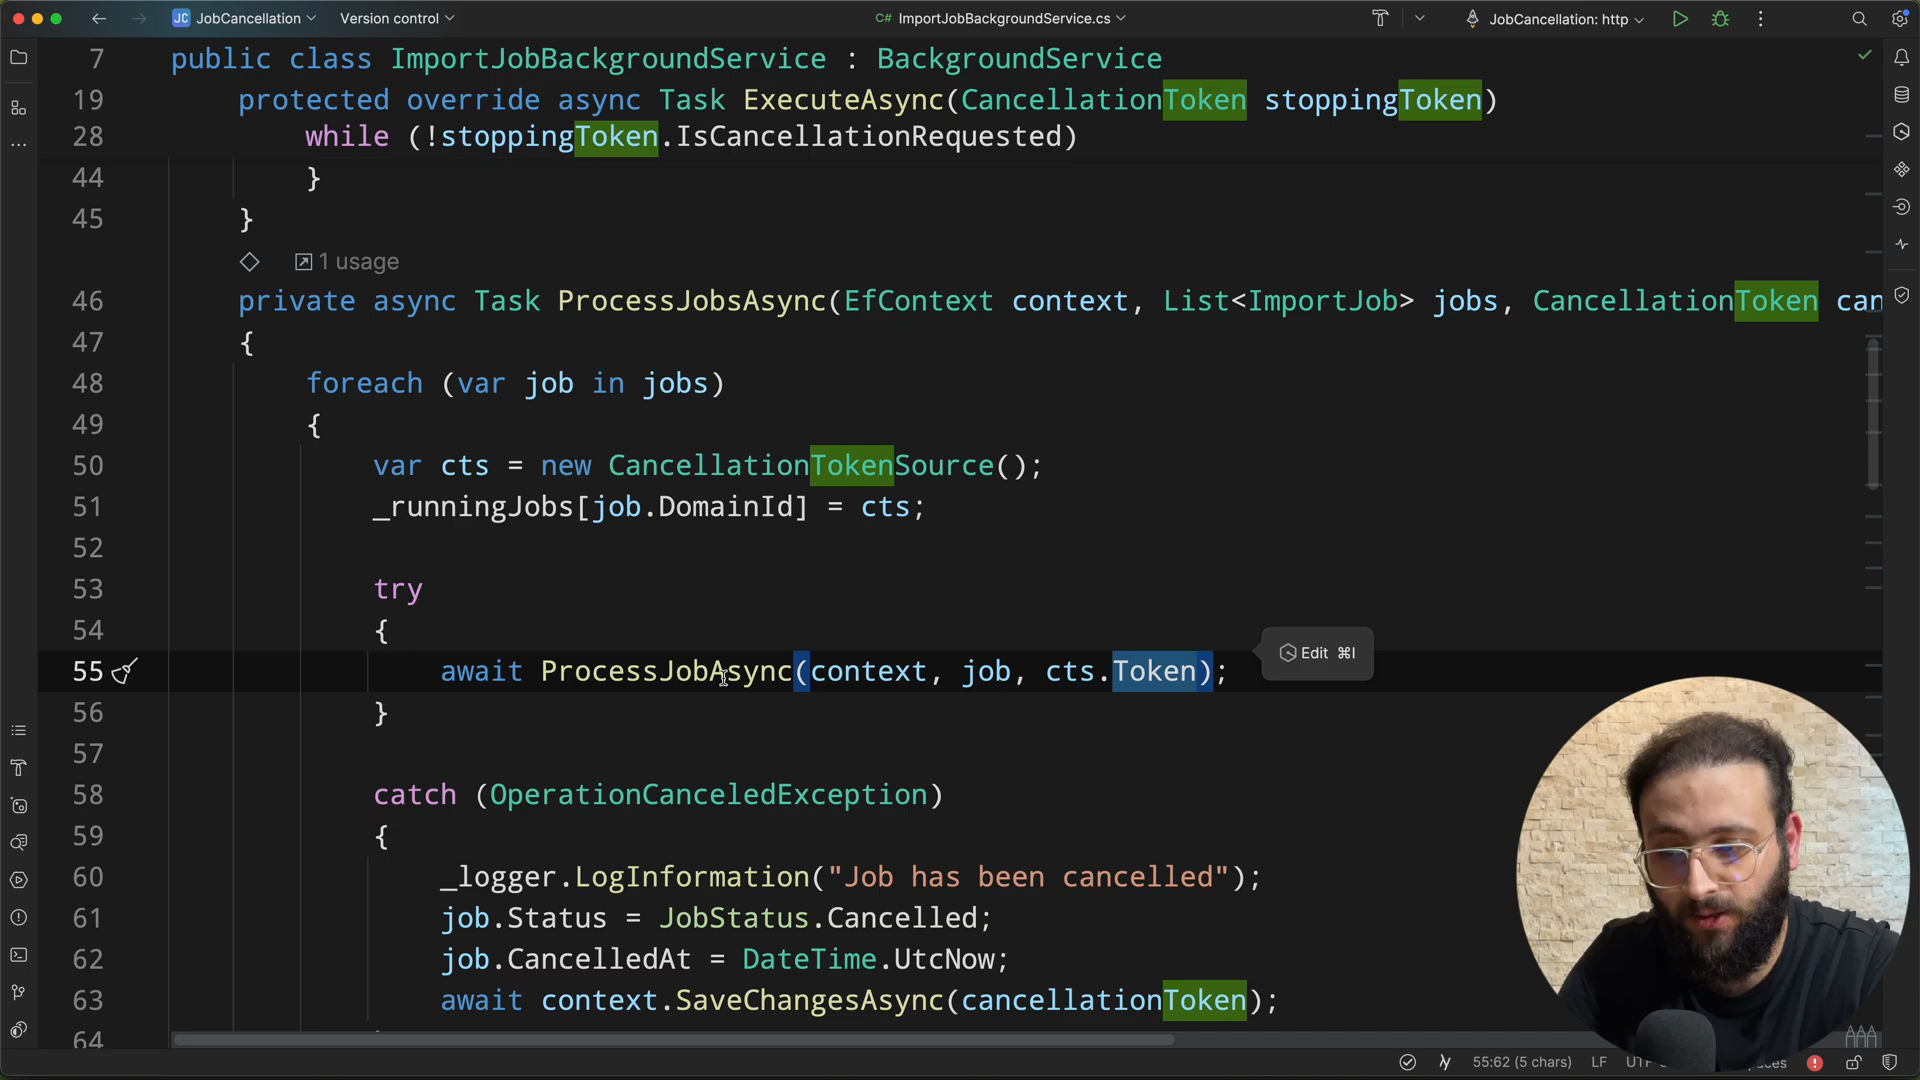 JC JobCancellation Version control C# ImportJobBackgroundService.cs JobCancellation: http
7 public class ImportJobBackgroundService : BackgroundService
19 protected override async Task ExecuteAsync(CancellationToken stoppingToken)
28 while (!stoppingToken.IsCancellationRequested)
44 }
45 }
1 usage
46 private async Task ProcessJobsAsync(EfContext context, List<ImportJob> jobs, CancellationToken can
47 {
48 foreach (var job in jobs)
49 {
50 var cts = new CancellationTokenSource();
51 _runningJobs[job.DomainId] = cts;
52
53 try
54 {
Edit ⌘I
55 await ProcessJobAsync(context, job, cts.Token);
56 }
57
58 catch (OperationCanceledException)
59 {
60 _logger.LogInformation("Job has been cancelled");
61 job.Status = JobStatus.Cancelled;
62 job.CancelledAt = DateTime.UtcNow;
63 await context.SaveChangesAsync(cancellationToken);
64
55:62 (5 chars) LF